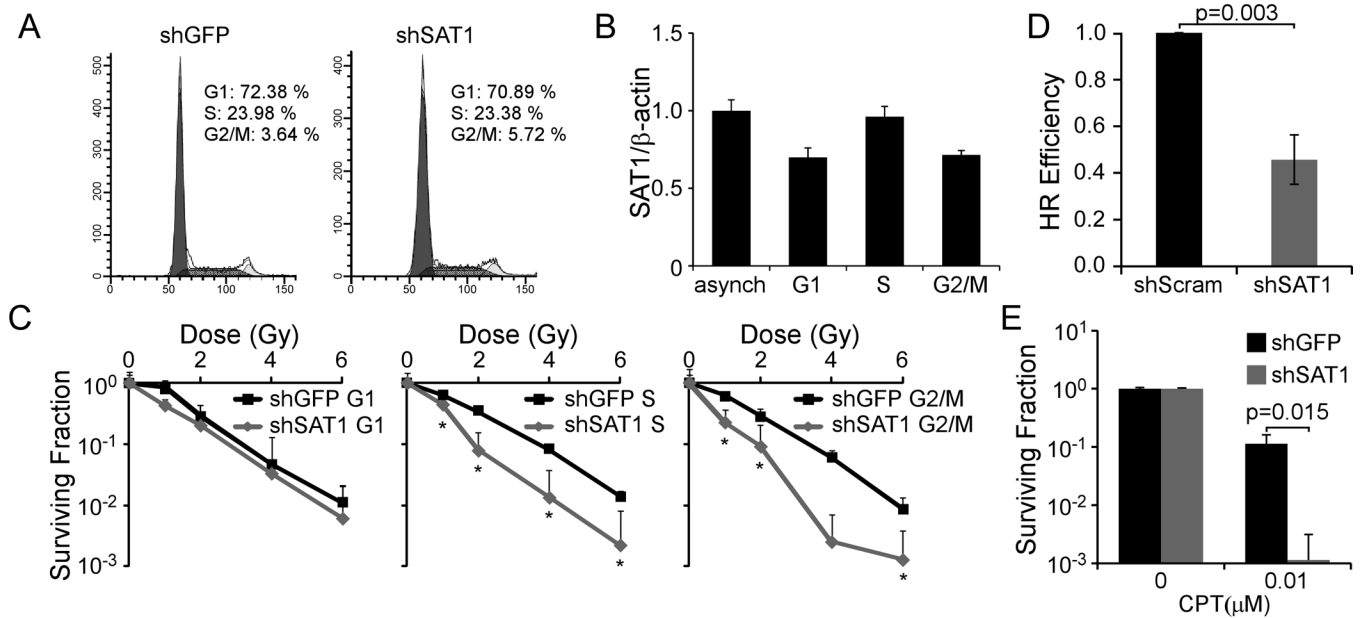 A
shGFP
500
400
300
200
100
0
0 50 100 150
G1: 72.38 %
S: 23.98 %
G2/M: 3.64 %
shSAT1
400
300
200
100
0
0 50 100 150
G1: 70.89 %
S: 23.38 %
G2/M: 5.72 %
B
SAT1/β-actin
1.5
1.0
0.5
0
asynch G1 S G2/M
C
Surviving Fraction
10⁰
10⁻¹
10⁻²
10⁻³
Dose (Gy)
0 2 4 6
shGFP G1
shSAT1 G1
Dose (Gy)
0 2 4 6
shGFP S
shSAT1 S
* * * *
Dose (Gy)
0 2 4 6
shGFP G2/M
shSAT1 G2/M
* * *
D
p=0.003
HR Efficiency
1.0
0.8
0.6
0.4
0.2
0.0
shScram shSAT1
E
Surviving Fraction
10¹
10⁰
10⁻¹
10⁻²
10⁻³
shGFP
shSAT1
p=0.015
0 0.01
CPT(μM)